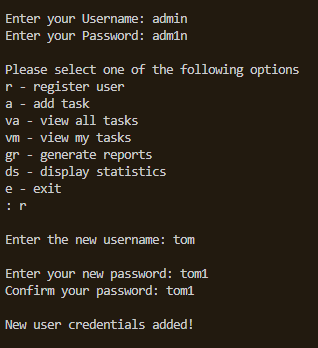 Enter your Username: admin
Enter your Password: adm1n
Please select one of the following options
r - register user
a - add task
va - view all tasks
vm - view my tasks
gr - generate reports
ds - display statistics
e - exit
: r
Enter the new username: tom
Enter your new password: tom1
Confirm your password: tom1
New user credentials added!